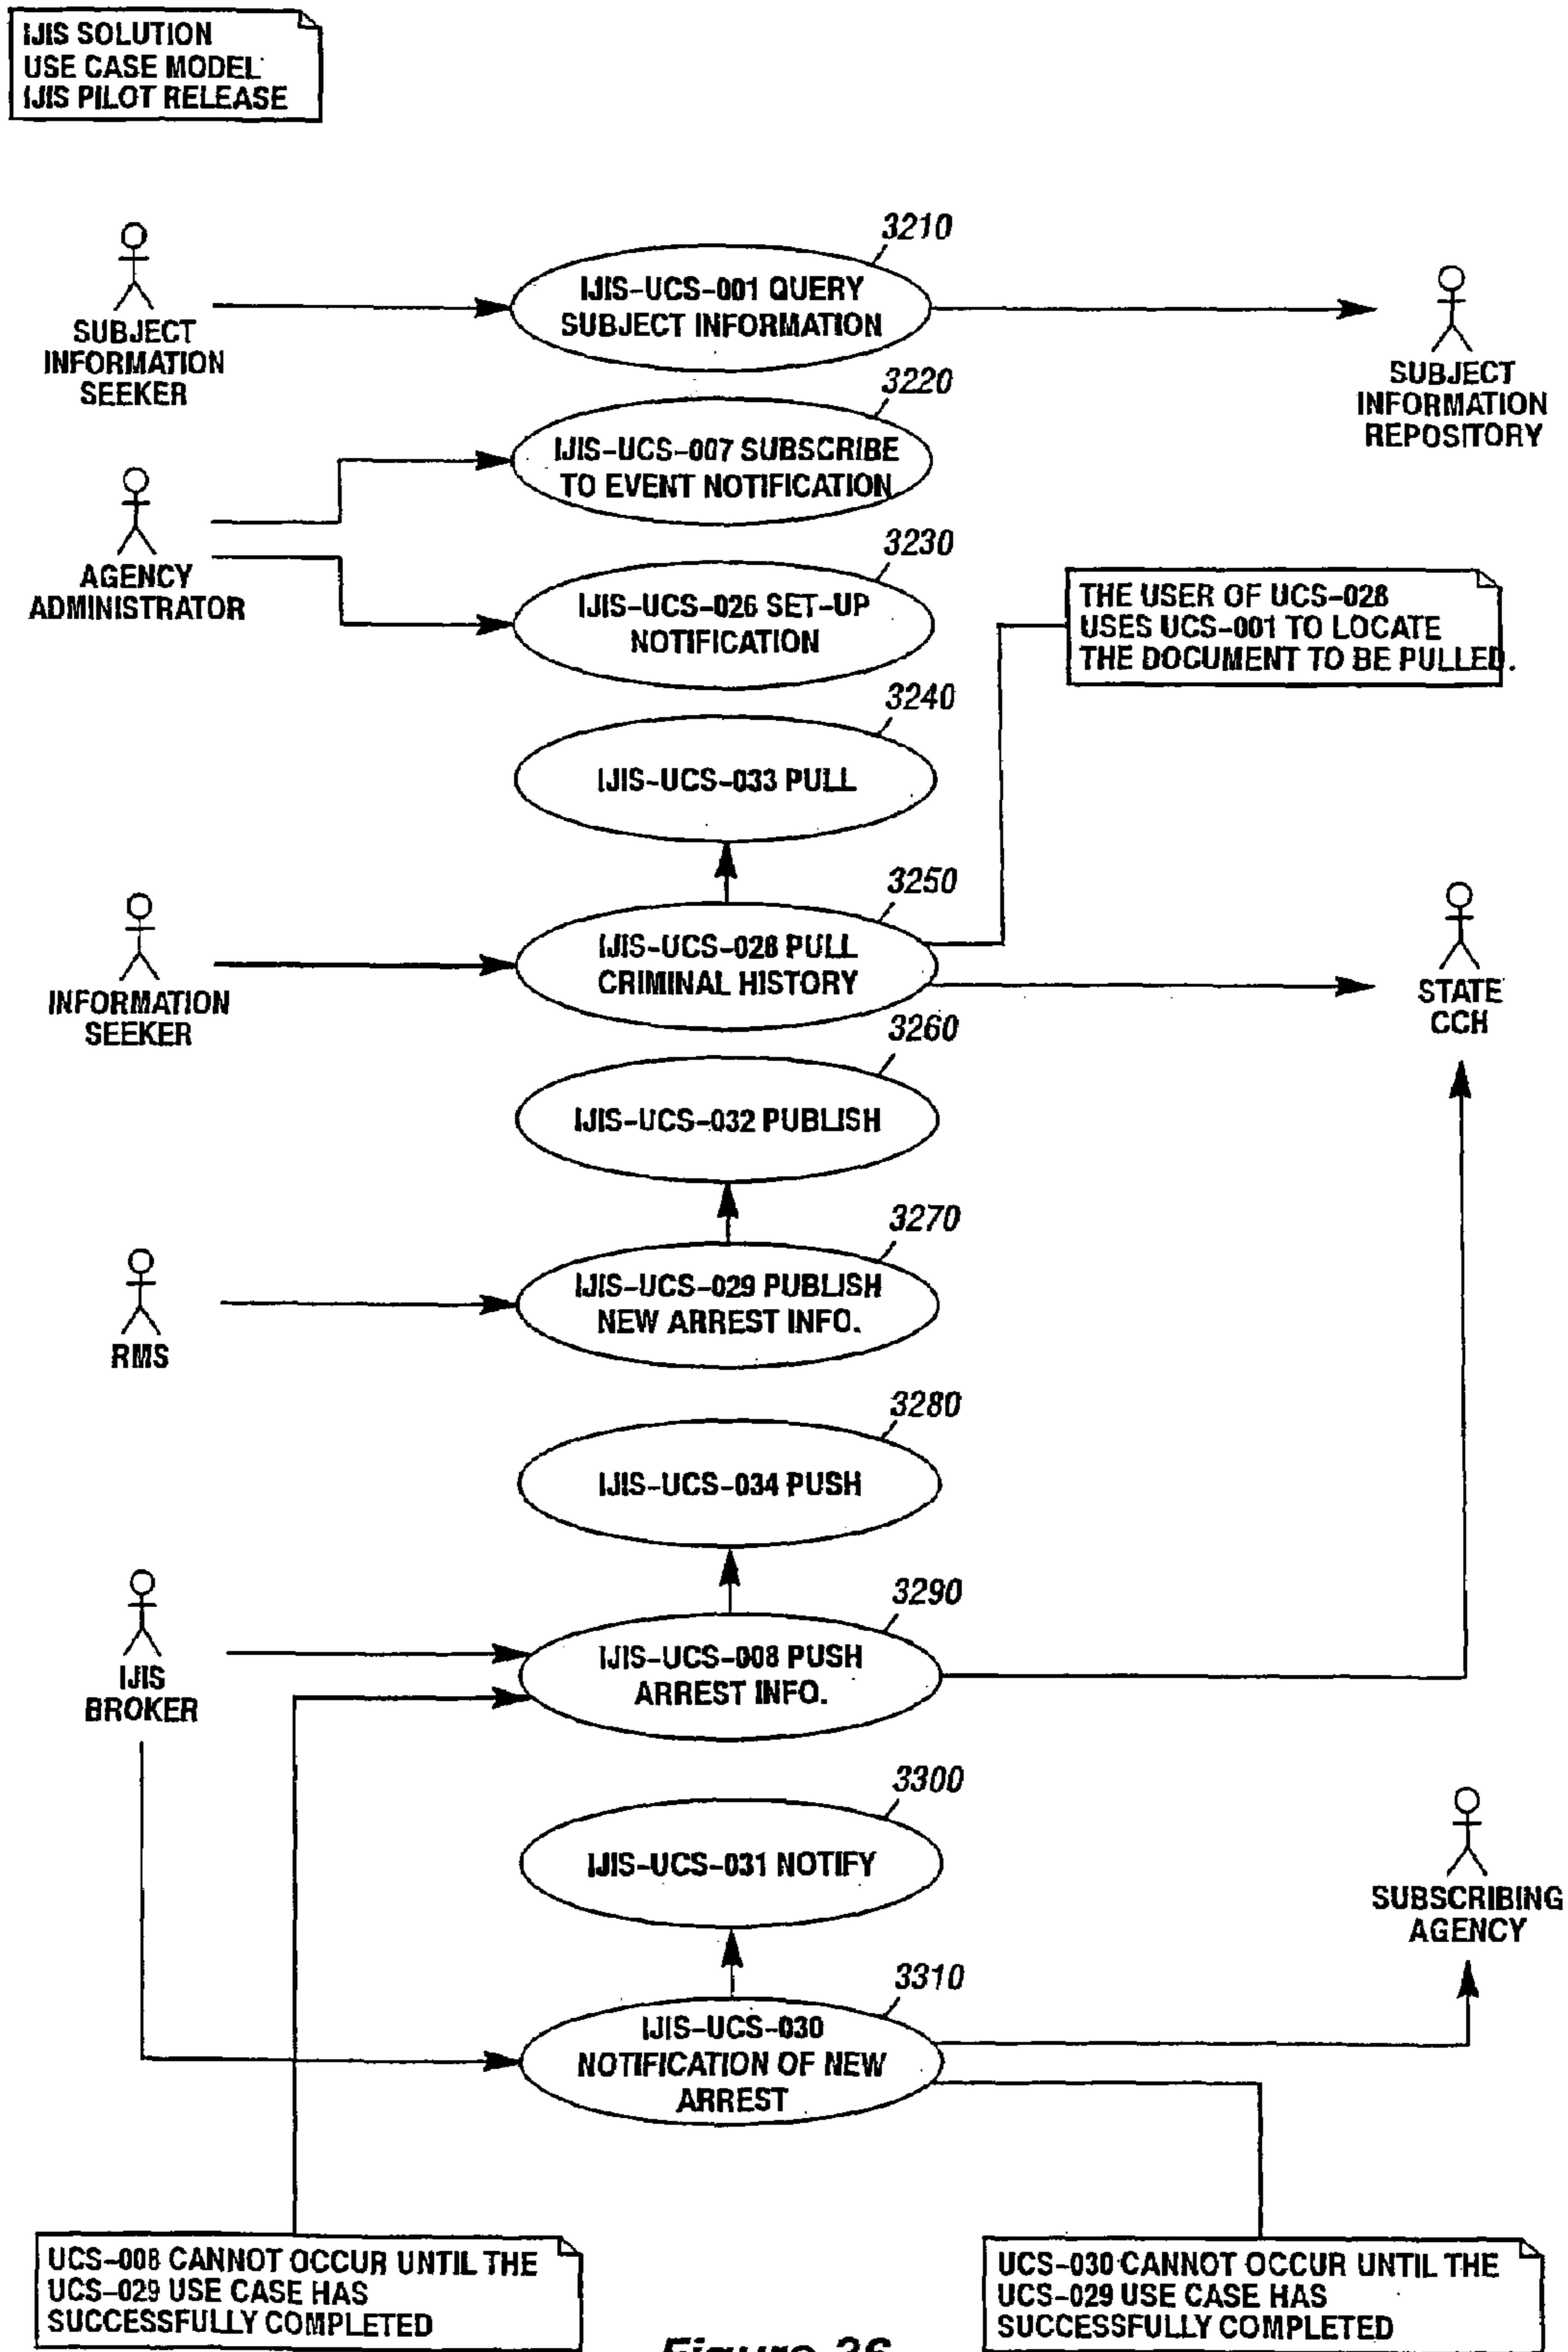 IJIS SOLUTION
USE CASE MODEL
IJIS PILOT RELEASE
3210
IJIS-UCS-001 QUERY
SUBJECT INFORMATION
SUBJECT
INFORMATION
SEEKER
SUBJECT
INFORMATION
REPOSITORY
3220
IJIS-UCS-007 SUBSCRIBE
TO EVENT NOTIFICATION
AGENCY
ADMINISTRATOR
3230
IJIS-UCS-026 SET-UP
NOTIFICATION
THE USER OF UCS-028
USES UCS-001 TO LOCATE
THE DOCUMENT TO BE PULLED.
3240
IJIS-UCS-033 PULL
3250
IJIS-UCS-028 PULL
CRIMINAL HISTORY
INFORMATION
SEEKER
STATE
CCH
3260
IJIS-UCS-032 PUBLISH
3270
IJIS-UCS-029 PUBLISH
NEW ARREST INFO.
RMS
3280
IJIS-UCS-034 PUSH
3290
IJIS-UCS-008 PUSH
ARREST INFO.
IJIS
BROKER
3300
IJIS-UCS-031 NOTIFY
SUBSCRIBING
AGENCY
3310
IJIS-UCS-030
NOTIFICATION OF NEW
ARREST
UCS-008 CANNOT OCCUR UNTIL THE
UCS-029 USE CASE HAS
SUCCESSFULLY COMPLETED
UCS-030 CANNOT OCCUR UNTIL THE
UCS-029 USE CASE HAS
SUCCESSFULLY COMPLETED